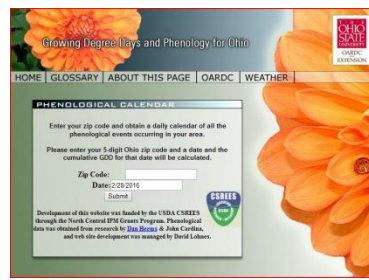 Growing Degree Days and Phenology for Ohio
OHIO
STATE
UNIVERSITY
OARDC
EXTENSION
HOME | GLOSSARY | ABOUT THIS PAGE | OARDC | WEATHER |
PHENOLOGICAL CALENDAR
Enter your zip code and obtain a daily calendar of all the
phenological events occurring in your area.
Please enter your 5-digit Ohio zip code and a date and the
cumulative GDD for that date will be calculated.
Zip Code:
Date: 2/28/2016
Submit
CSREES
Development of this website was funded by the USDA CSREES
through the North Central IPM Grants Program. Phenological
data was obtained from research by Dan Herms & John Cardina,
and web site development was managed by David Lohnes.